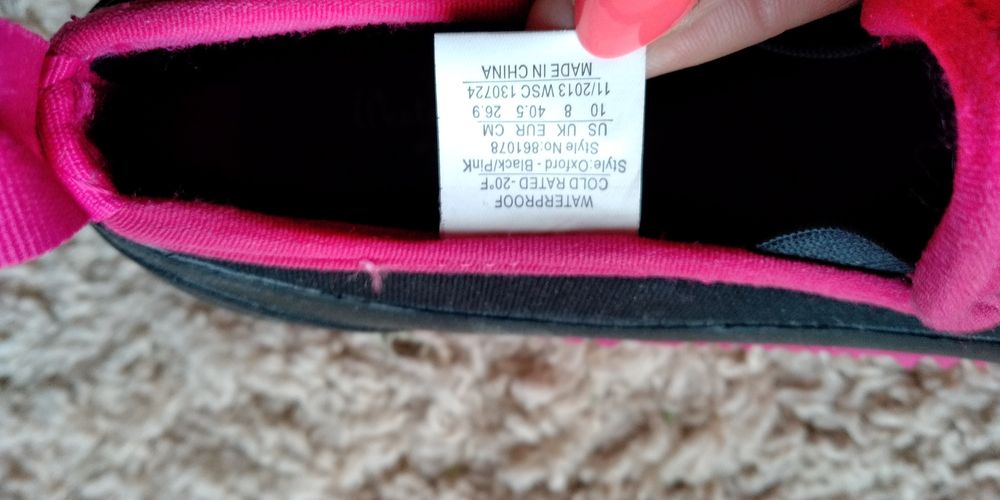 WATERPROOF
COLD RATED -20°F
Style:Oxford - Black/Pink
Style No:861078
US UK EUR CM
10 8 40.5 26.9
11/2013 WSC 130724
MADE IN CHINA